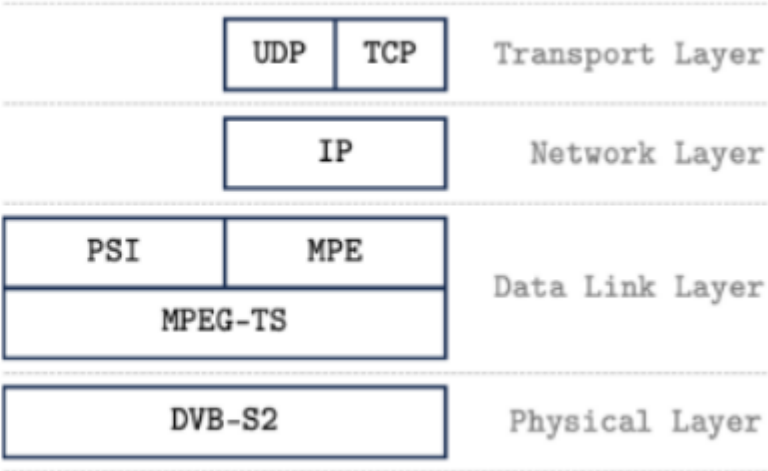 UDP TCP Transport Layer
IP Network Layer
PSI MPE
Data Link Layer
MPEG-TS
DVB-S2 Physical Layer